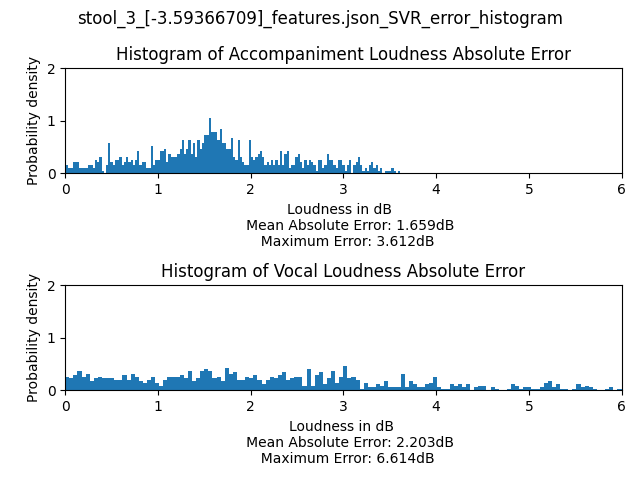 stool_3_[-3.59366709]_features.json_SVR_error_histogram
Histogram of Accompaniment Loudness Absolute Error
Probability density
2
1
0
0 1 2 3 4 5 6
Loudness in dB
Mean Absolute Error: 1.659dB
Maximum Error: 3.612dB
Histogram of Vocal Loudness Absolute Error
Probability density
2
1
0
0 1 2 3 4 5 6
Loudness in dB
Mean Absolute Error: 2.203dB
Maximum Error: 6.614dB